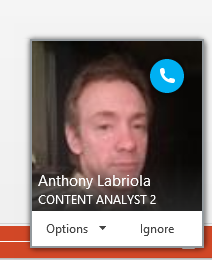 Anthony Labriola
CONTENT ANALYST 2
Options
Ignore